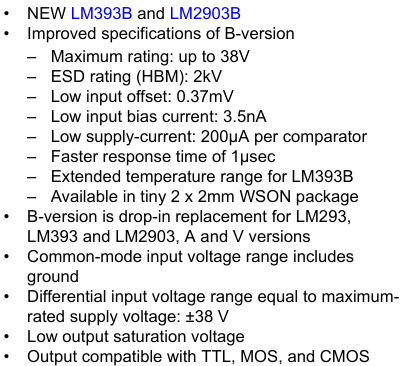 • NEW LM393B and LM2903B
• Improved specifications of B-version
– Maximum rating: up to 38V
– ESD rating (HBM): 2kV
– Low input offset: 0.37mV
– Low input bias current: 3.5nA
– Low supply-current: 200µA per comparator
– Faster response time of 1µsec
– Extended temperature range for LM393B
– Available in tiny 2 x 2mm WSON package
• B-version is drop-in replacement for LM293,
LM393 and LM2903, A and V versions
• Common-mode input voltage range includes
ground
• Differential input voltage range equal to maximum-
rated supply voltage: ±38 V
• Low output saturation voltage
• Output compatible with TTL, MOS, and CMOS